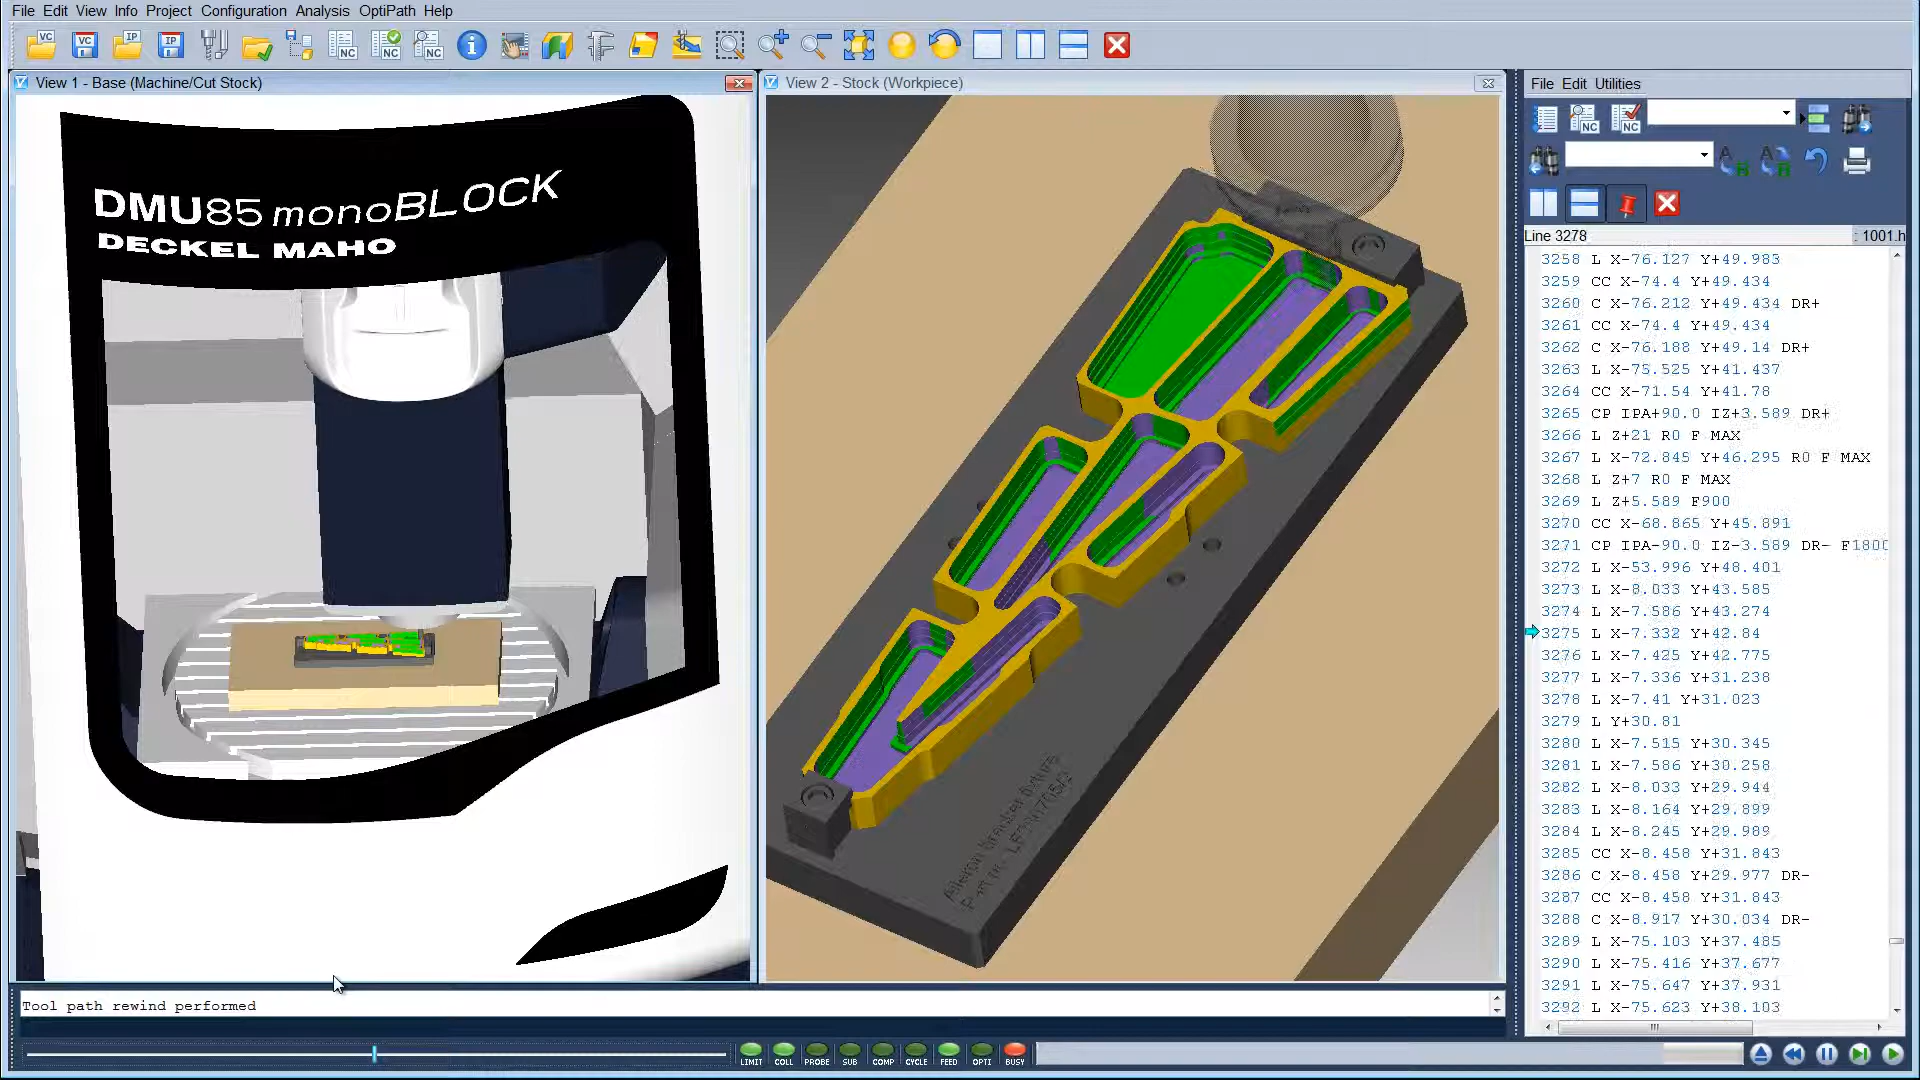 File Edit View Info Project Configuration Analysis OptiPath Help
VC VC IP IP NC NC NC
View 1 - Base (Machine/Cut Stock)
View 2 - Stock (Workpiece)
DMU85 monoBLOCK
DECKEL MAHO
Aileron bracket fixture
File Edit Utilities
NC NC
Line 3278 : 1001.h
3258 L X-76.127 Y+49.983
3259 CC X-74.4 Y+49.434
3260 C X-76.212 Y+49.434 DR+
3261 CC X-74.4 Y+49.434
3262 C X-76.188 Y+49.14 DR+
3263 L X-75.525 Y+41.437
3264 CC X-71.54 Y+41.78
3265 CP IPA+90.0 IZ+3.589 DR+
3266 L Z+21 R0 F MAX
3267 L X-72.845 Y+46.295 R0 F MAX
3268 L Z+7 R0 F MAX
3269 L Z+5.589 F900
3270 CC X-68.865 Y+45.891
3271 CP IPA-90.0 IZ-3.589 DR- F1800
3272 L X-53.996 Y+48.401
3273 L X-8.033 Y+43.585
3274 L X-7.586 Y+43.274
3275 L X-7.332 Y+42.84
3276 L X-7.425 Y+42.775
3277 L X-7.336 Y+31.238
3278 L X-7.41 Y+31.023
3279 L Y+30.81
3280 L X-7.515 Y+30.345
3281 L X-7.586 Y+30.258
3282 L X-8.033 Y+29.944
3283 L X-8.164 Y+29.899
3284 L X-8.245 Y+29.989
3285 CC X-8.458 Y+31.843
3286 C X-8.458 Y+29.977 DR-
3287 CC X-8.458 Y+31.843
3288 C X-8.917 Y+30.034 DR-
3289 L X-75.103 Y+37.485
3290 L X-75.416 Y+37.677
3291 L X-75.647 Y+37.931
3292 L X-75.623 Y+38.103
Tool path rewind performed
LIMIT COLL PROBE SUB COMP CYCLE FEED OPTI BUSY